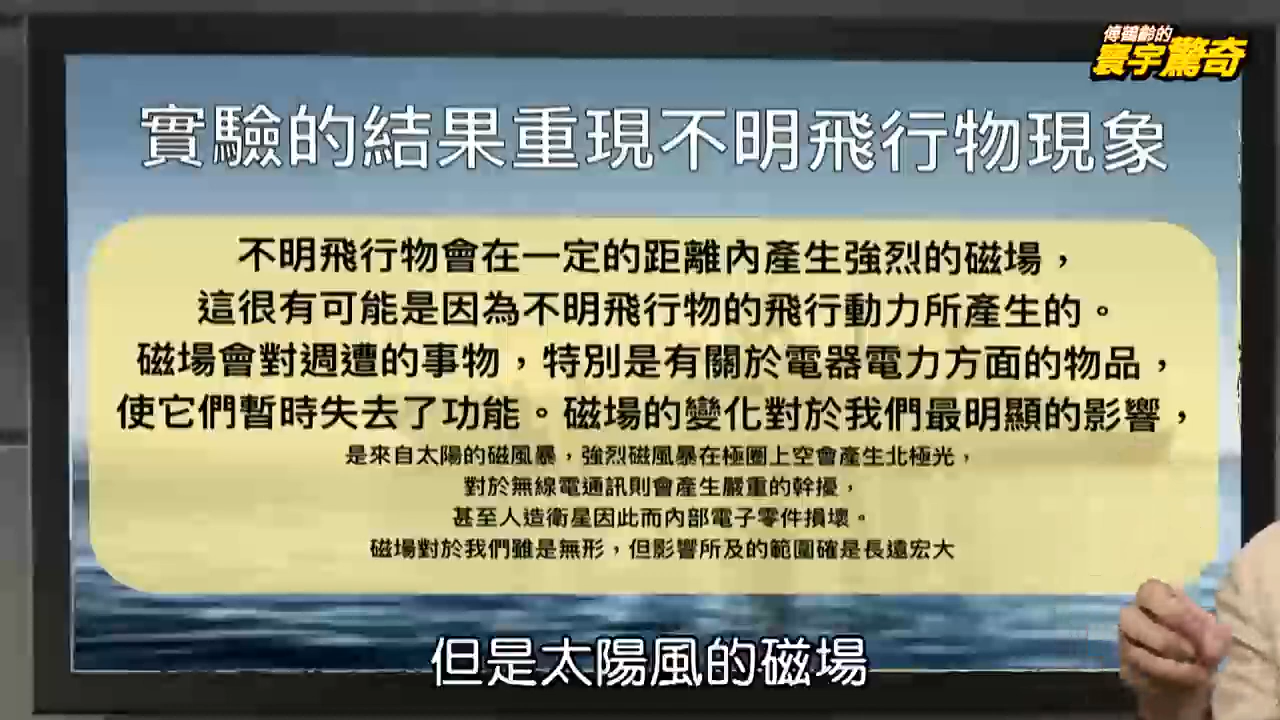 傅鶴齡的
寰宇驚奇
實驗的結果重現不明飛行物現象
不明飛行物會在一定的距離內產生強烈的磁場，
這很有可能是因為不明飛行物的飛行動力所產生的。
磁場會對週遭的事物，特別是有關於電器電力方面的物品，
使它們暫時失去了功能。磁場的變化對於我們最明顯的影響，
是來自太陽的磁風暴，強烈磁風暴在極圈上空會產生北極光，
對於無線電通訊則會產生嚴重的幹擾，
甚至人造衛星因此而內部電子零件損壞。
磁場對於我們雖是無形，但影響所及的範圍確是長遠宏大
但是太陽風的磁場